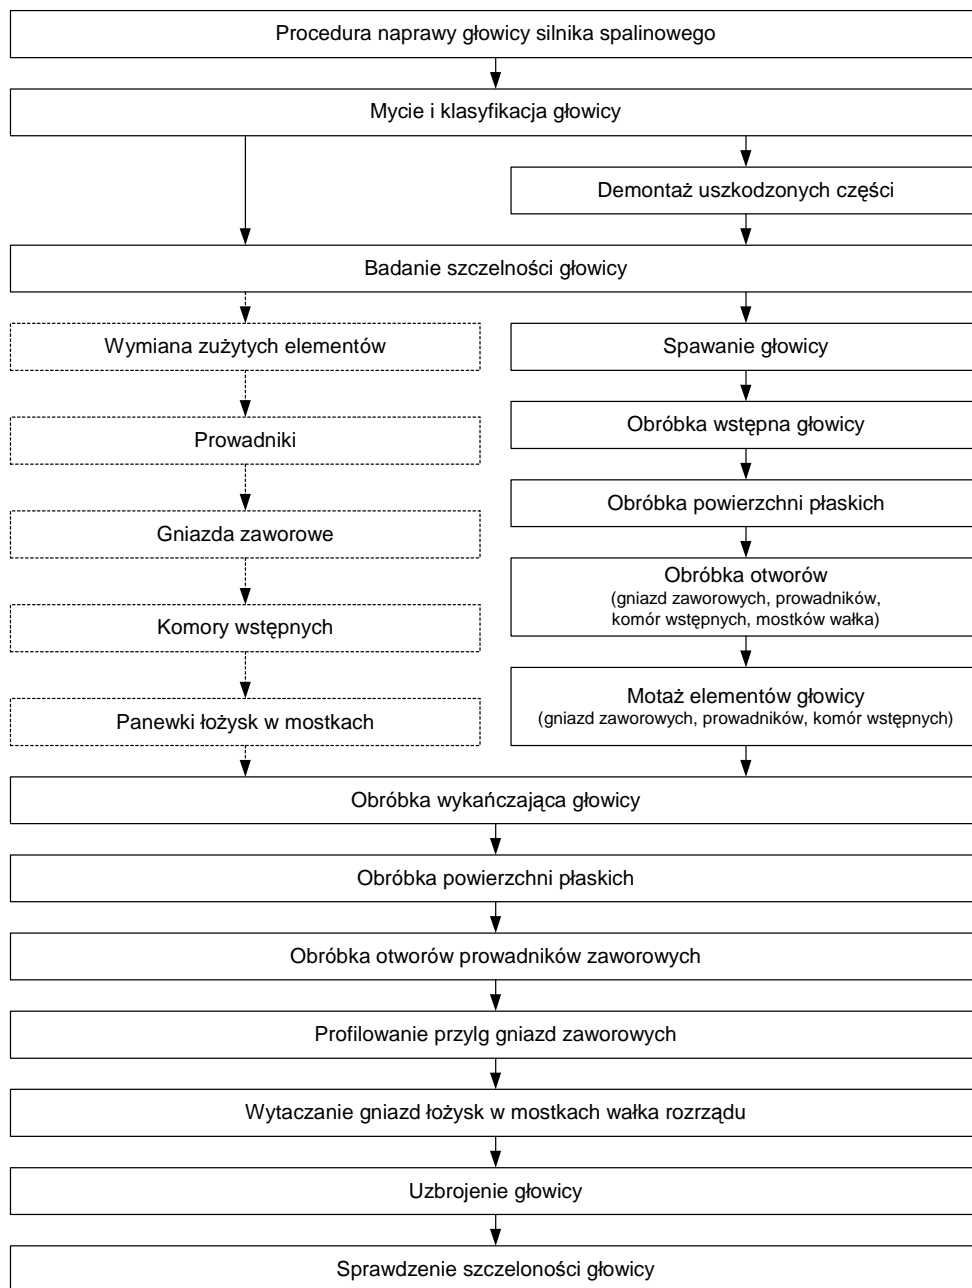 Procedura naprawy głowicy silnika spalinowego
Mycie i klasyfikacja głowicy
Demontaż uszkodzonych części
Badanie szczelności głowicy
Wymiana zużytych elementów
Prowadniki
Gniazda zaworowe
Komory wstępnych
Panewki łożysk w mostkach
Spawanie głowicy
Obróbka wstępna głowicy
Obróbka powierzchni płaskich
Obróbka otworów
(gniazd zaworowych, prowadników,
komór wstępnych, mostków wałka)
Motaż elementów głowicy
(gniazd zaworowych, prowadników, komór wstępnych)
Obróbka wykańczająca głowicy
Obróbka powierzchni płaskich
Obróbka otworów prowadników zaworowych
Profilowanie przylg gniazd zaworowych
Wytaczanie gniazd łożysk w mostkach wałka rozrządu
Uzbrojenie głowicy
Sprawdzenie szczeloności głowicy